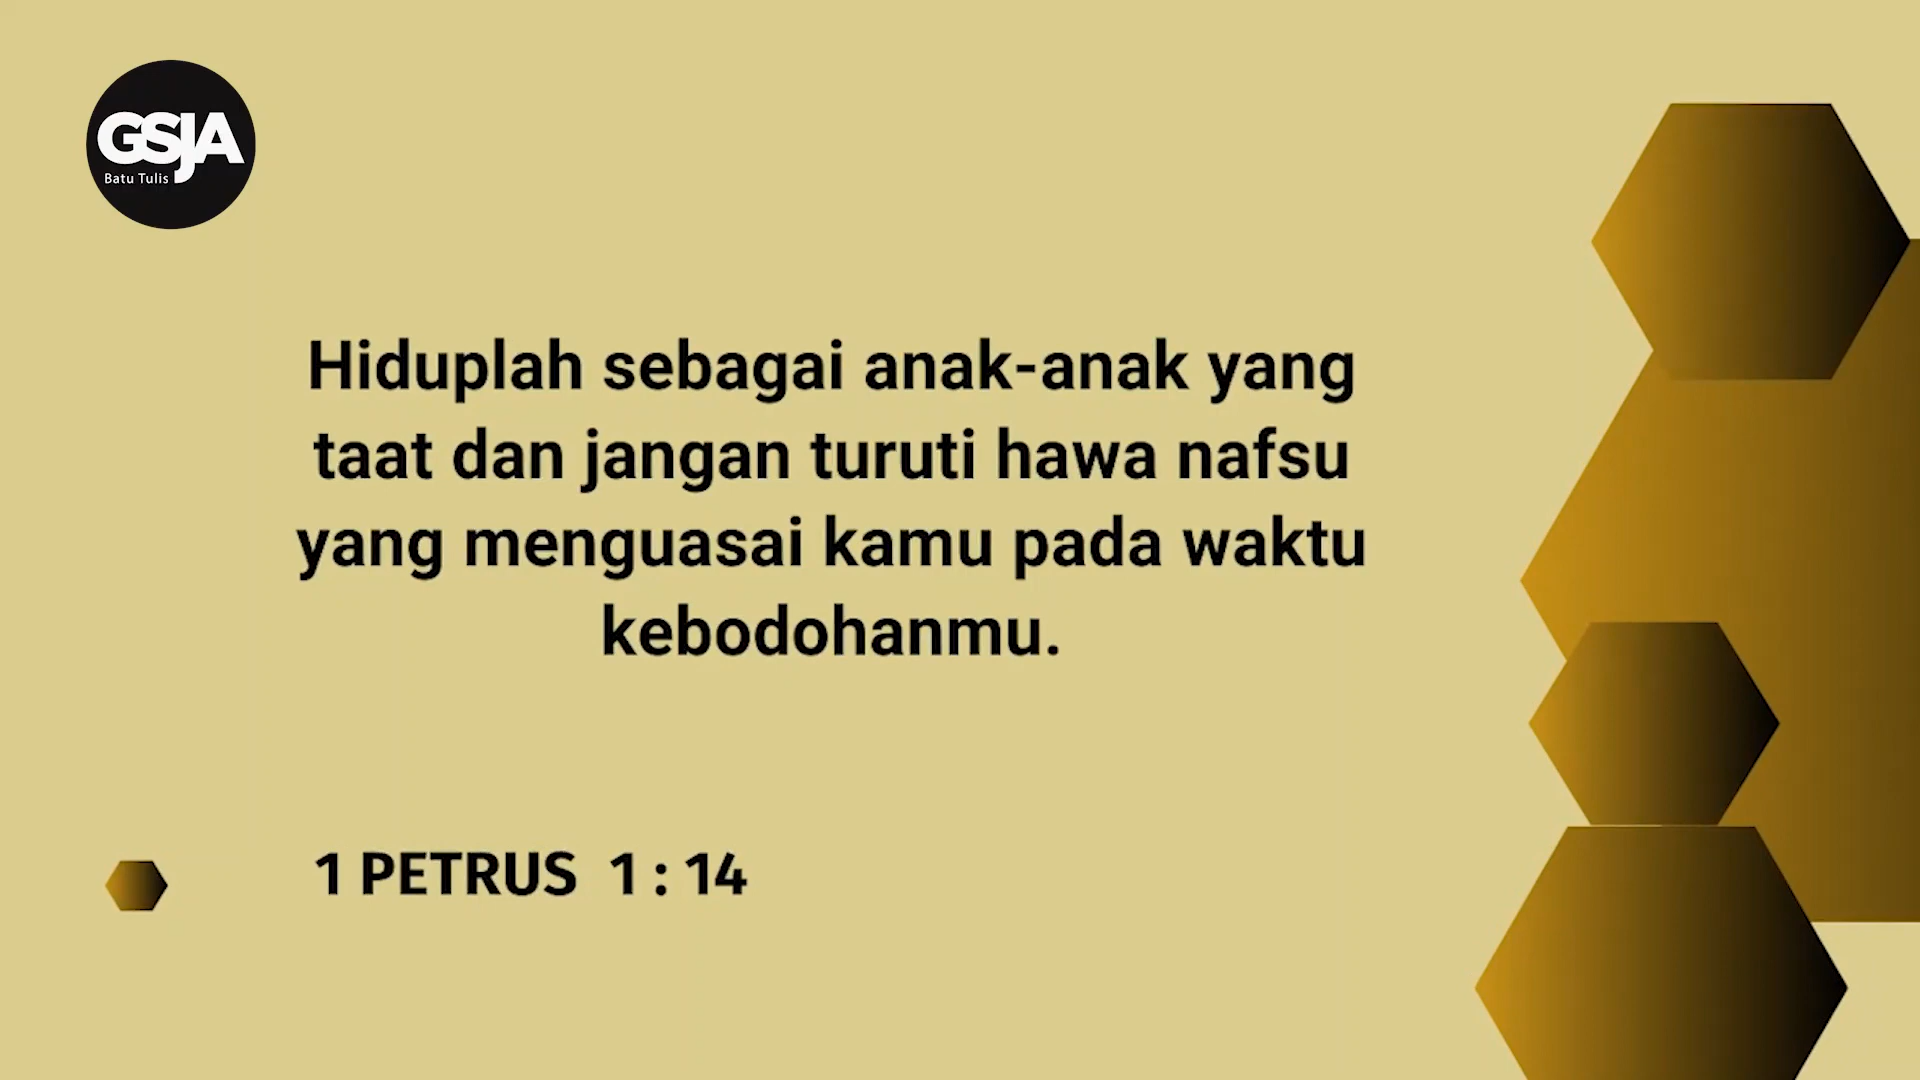 GSJA
Batu Tulis
Hiduplah sebagai anak-anak yang
taat dan jangan turuti hawa nafsu
yang menguasai kamu pada waktu
kebodohanmu.
1 PETRUS 1 : 14